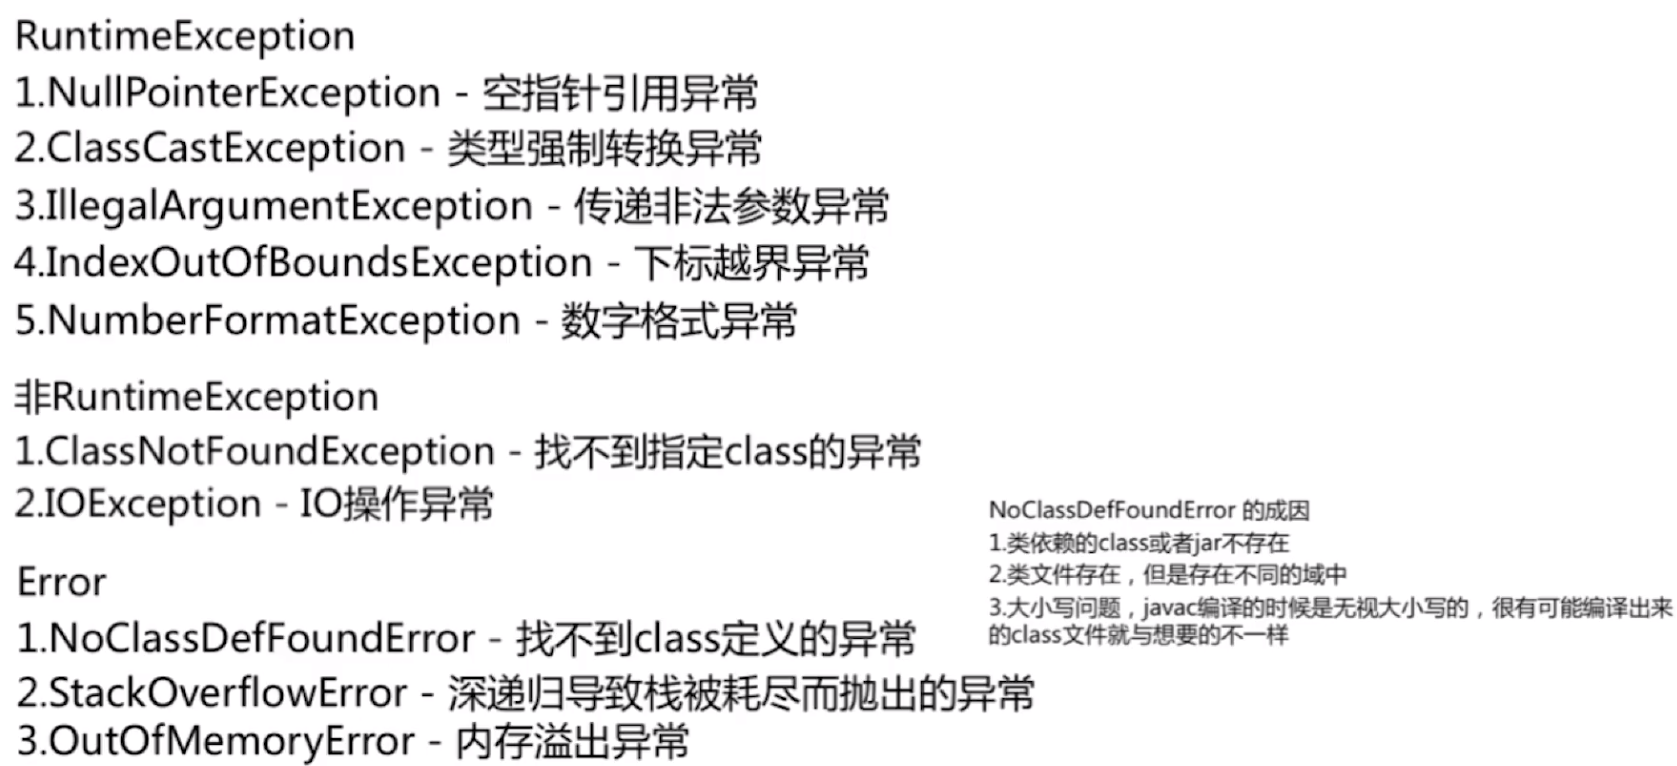 RuntimeException
1.NullPointerException - 空指针引用异常
2.ClassCastException - 类型强制转换异常
3.IllegalArgumentException - 传递非法参数异常
4.IndexOutOfBoundsException - 下标越界异常
5.NumberFormatException - 数字格式异常
非RuntimeException
1.ClassNotFoundException - 找不到指定class的异常
2.IOException - IO操作异常
Error
1.NoClassDefFoundError - 找不到class定义的异常
2.StackOverflowError - 深递归导致栈被耗尽而抛出的异常
3.OutOfMemoryError - 内存溢出异常
NoClassDefFoundError 的成因
1.类依赖的class或者jar不存在
2.类文件存在，但是存在不同的域中
3.大小写问题，javac编译的时候是无视大小写的，很有可能编译出来
的class文件就与想要的不一样